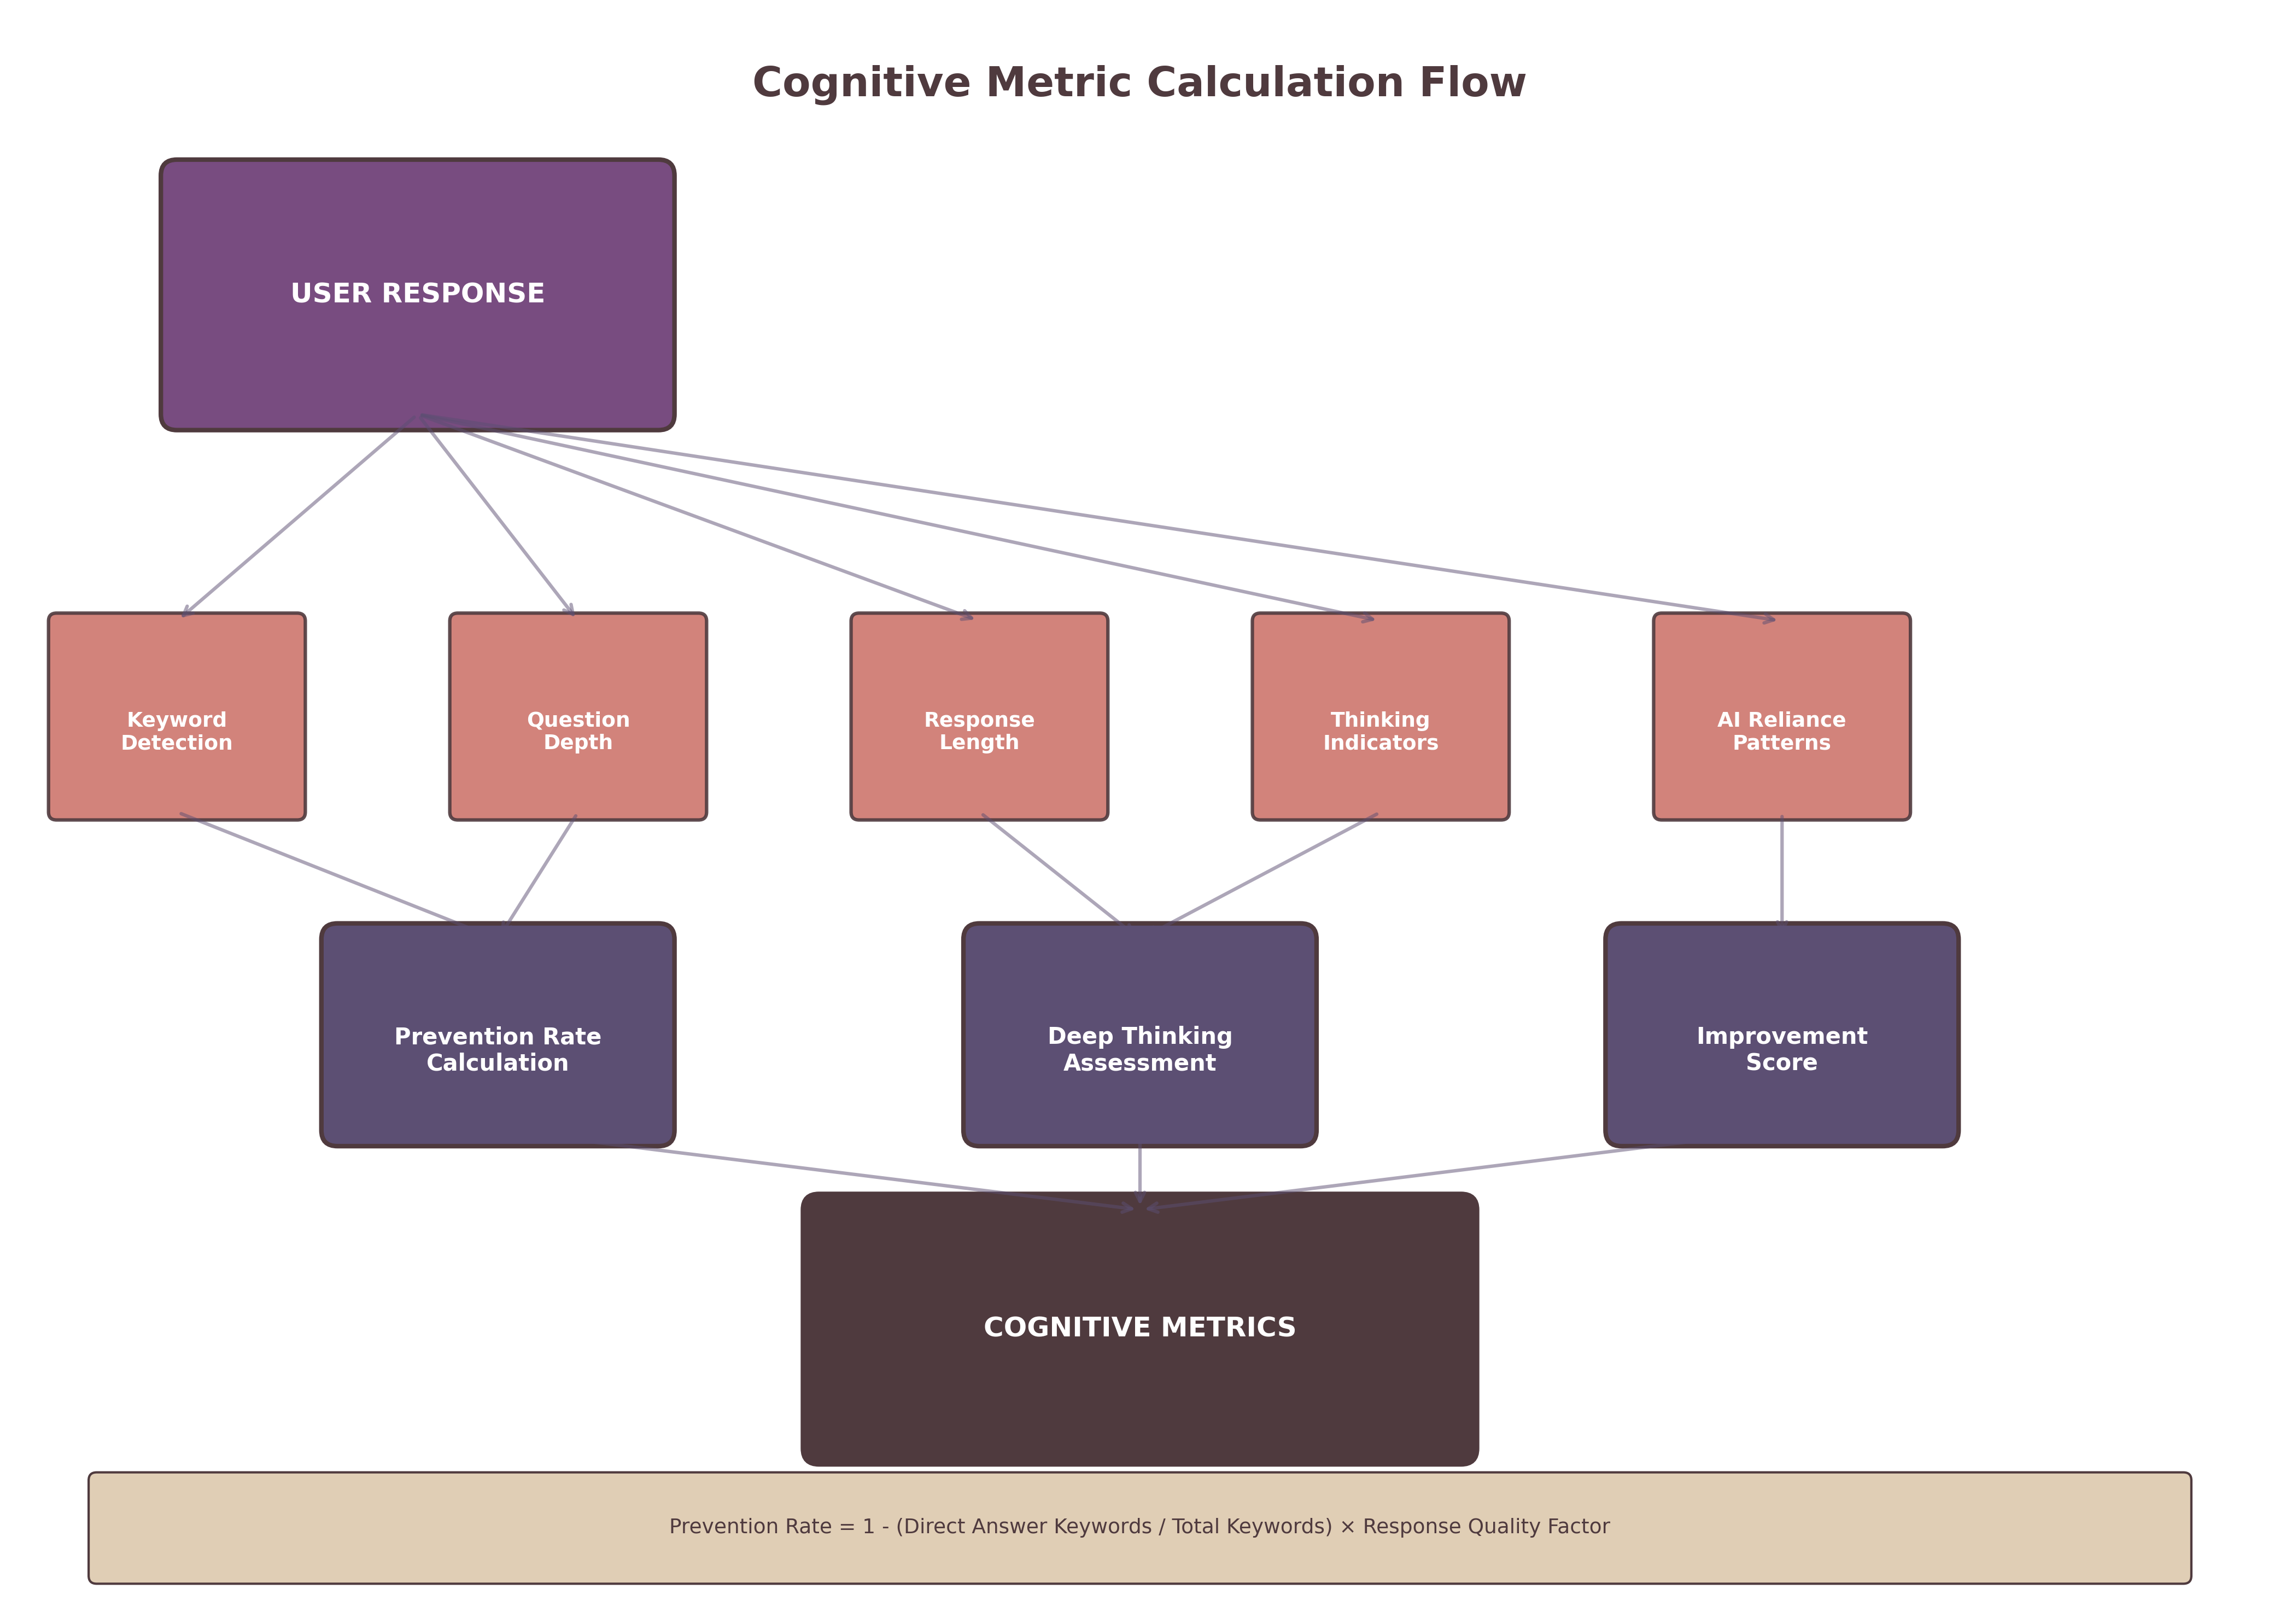 Cognitive Metric Calculation Flow
USER RESPONSE
Keyword
Detection
Question
Depth
Response
Length
Thinking
Indicators
AI Reliance
Patterns
Prevention Rate
Calculation
Deep Thinking
Assessment
Improvement
Score
COGNITIVE METRICS
Prevention Rate = 1 - (Direct Answer Keywords / Total Keywords) × Response Quality Factor